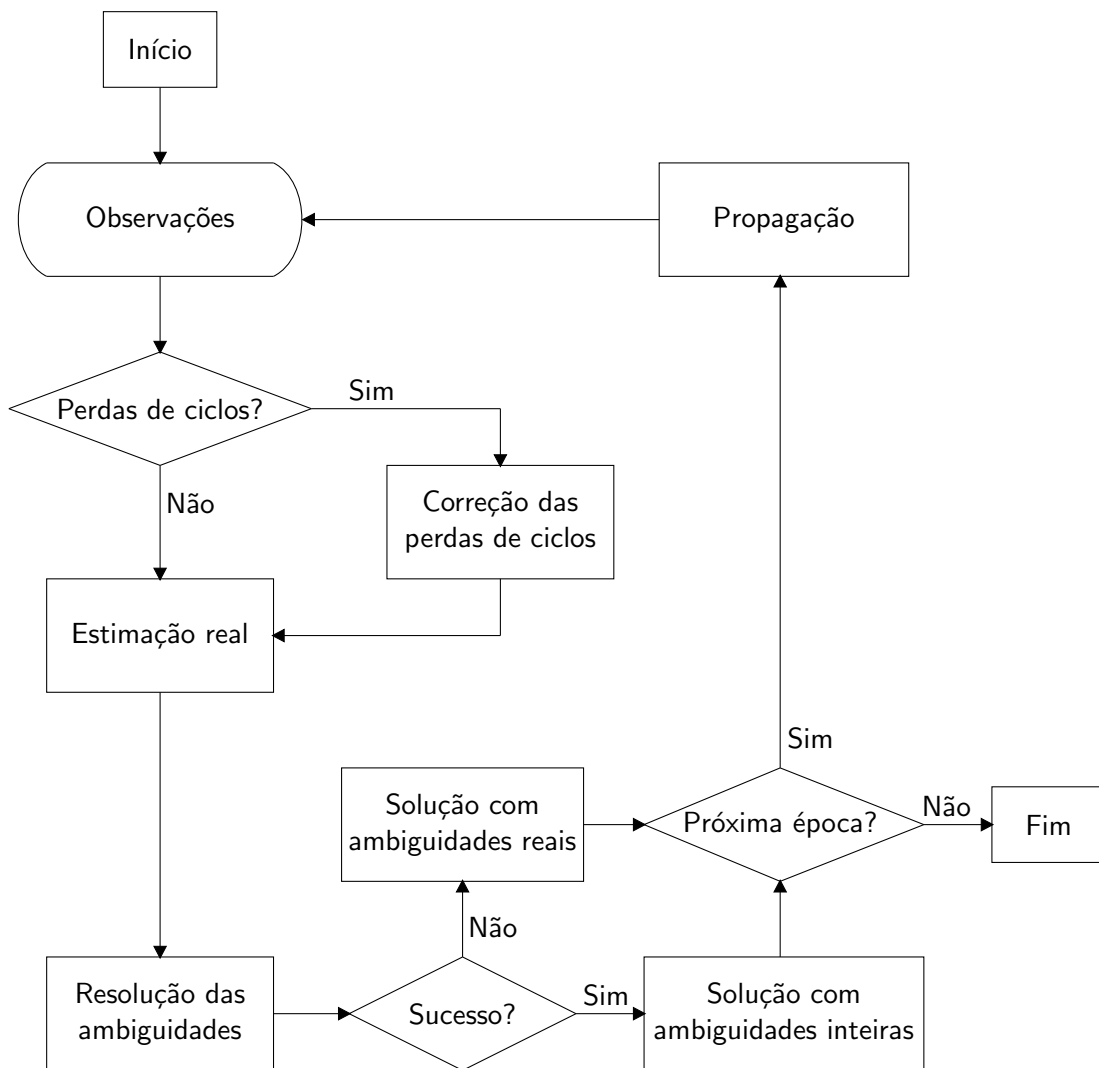 Início
Observações
Propagação
Perdas de ciclos?
Sim
Não
Correção das
perdas de ciclos
Estimação real
Sim
Solução com
ambiguidades reais
Próxima época?
Não
Fim
Não
Resolução das
ambiguidades
Sucesso?
Sim
Solução com
ambiguidades inteiras